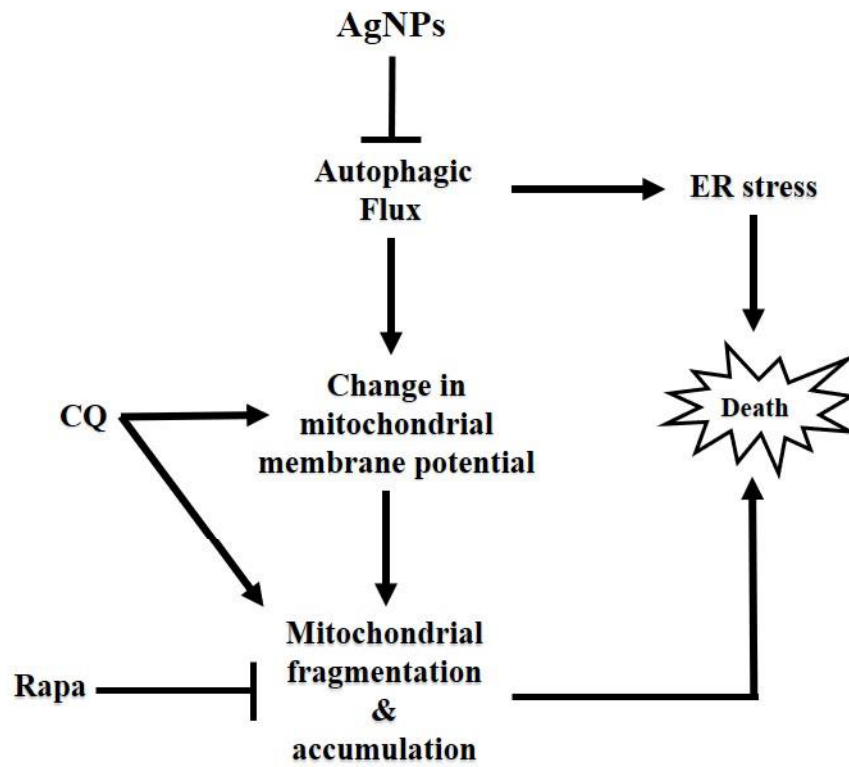 AgNPs
Autophagic
Flux
ER stress
Change in
mitochondrial
membrane potential
CQ
Death
Mitochondrial
fragmentation
&
accumulation
Rapa